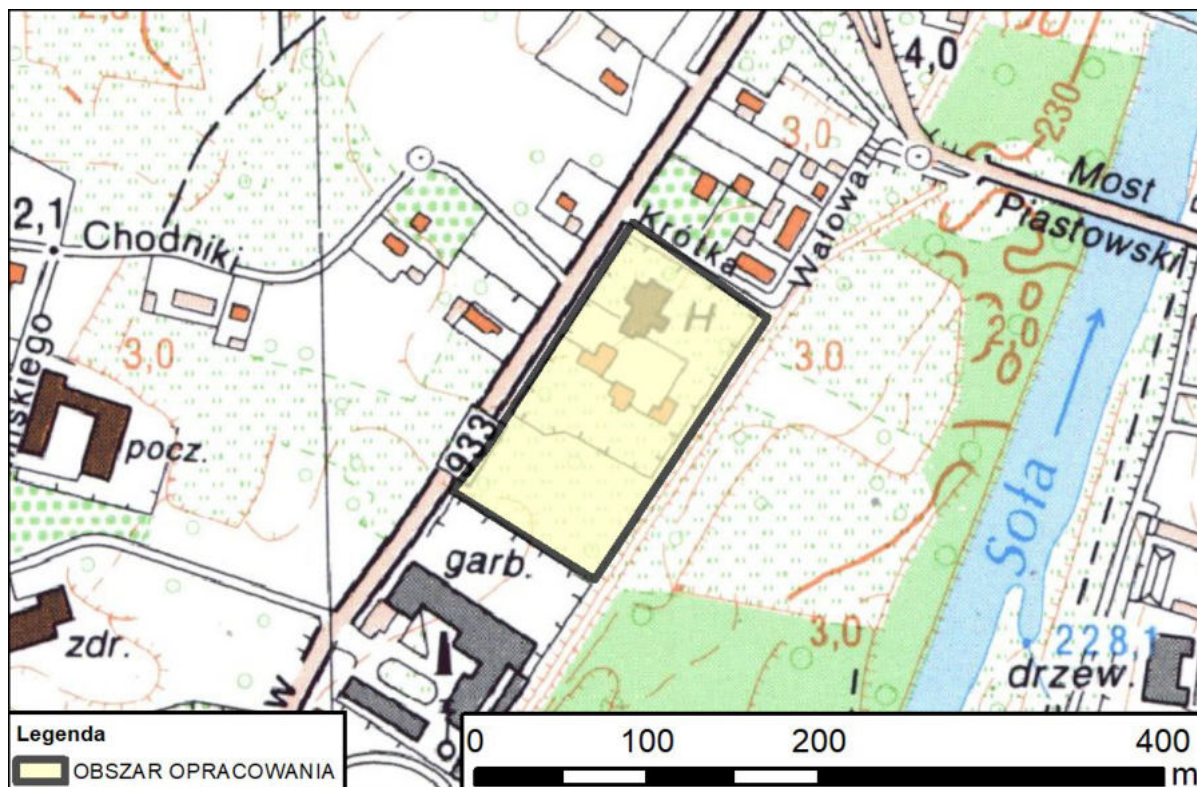 4,0
230
3,0
Most
Piastowski
2,1
Chodniki
Krótka
Wałowa
H
2,0
3,0
3,0
933
pocz.
Soła
garb.
3,0
228,1
zdr.
drzew.
W
Legenda
OBSZAR OPRACOWANIA
0 100 200 400
m